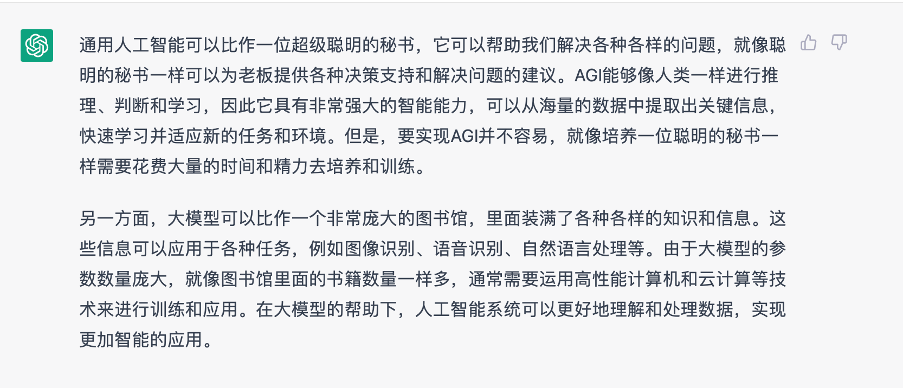 通用人工智能可以比作一位超级聪明的秘书，它可以帮助我们解决各种各样的问题，就像聪
明的秘书一样可以为老板提供各种决策支持和解决问题的建议。AGI能够像人类一样进行推
理、判断和学习，因此它具有非常强大的智能能力，可以从海量的数据中提取出关键信息，
快速学习并适应新的任务和环境。但是，要实现AGI并不容易，就像培养一位聪明的秘书一
样需要花费大量的时间和精力去培养和训练。
另一方面，大模型可以比作一个非常庞大的图书馆，里面装满了各种各样的知识和信息。这
些信息可以应用于各种任务，例如图像识别、语音识别、自然语言处理等。由于大模型的参
数数量庞大，就像图书馆里面的书籍数量一样多，通常需要运用高性能计算机和云计算等技
术来进行训练和应用。在大模型的帮助下，人工智能系统可以更好地理解和处理数据，实现
更加智能的应用。